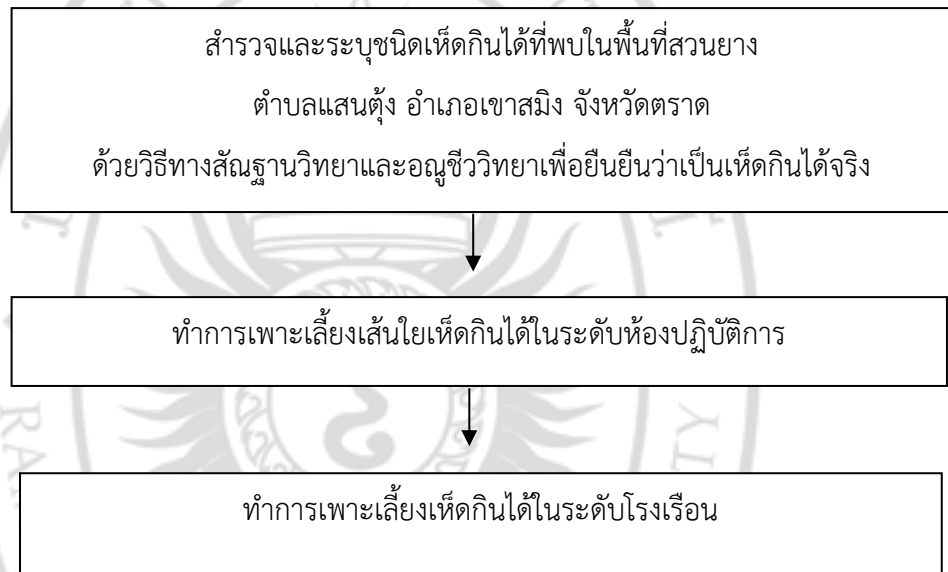 สำรวจและระบุชนิดเห็ดกินได้ที่พบในพื้นที่สวนยาง
ตำบลแสนตุ้ง อำเภอเขาสมิง จังหวัดตราด
ด้วยวิธีทางสัณฐานวิทยาและอณูชีววิทยาเพื่อยืนยืนว่าเป็นเห็ดกินได้จริง
ทำการเพาะเลี้ยงเส้นใยเห็ดกินได้ในระดับห้องปฏิบัติการ
ทำการเพาะเลี้ยงเห็ดกินได้ในระดับโรงเรือน